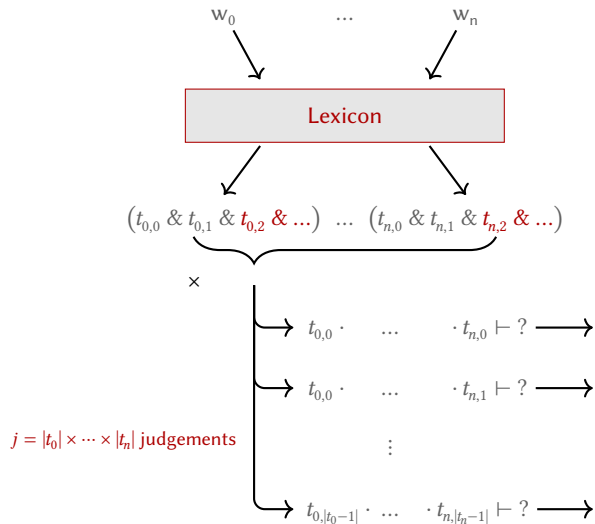 w₀ ... wₙ
Lexicon
(t₀,₀ & t₀,₁ & t₀,₂ & ...) ... (tₙ,₀ & tₙ,₁ & tₙ,₂ & ...)
×
t₀,₀ · ... · tₙ,₀ ⊢ ?
t₀,₀ · ... · tₙ,₁ ⊢ ?
j = |t₀| × ⋯ × |tₙ| judgements
⋮
t₀,|t₀−1| · ... · tₙ,|tₙ−1| ⊢ ?